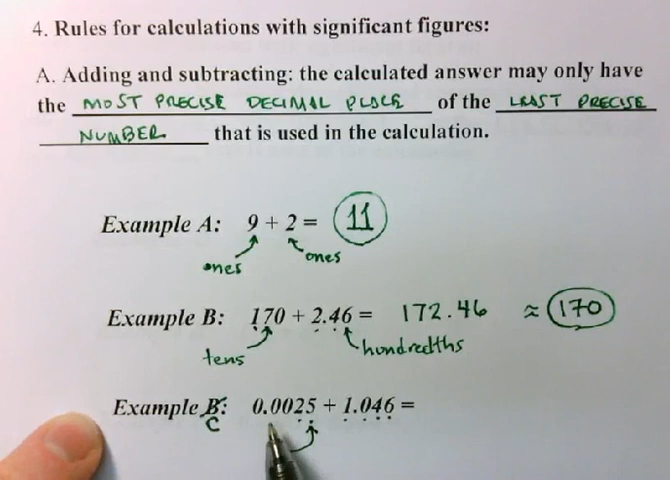 4. Rules for calculations with significant figures:
A. Adding and subtracting: the calculated answer may only have
the MOST PRECISE DECIMAL PLACE of the LEAST PRECISE
NUMBER that is used in the calculation.
Example A: 9 + 2 = 11
ones ones
Example B: 170 + 2.46 = 172.46 ≈ 170
tens hundredths
Example B: 0.0025 + 1.046 =
C